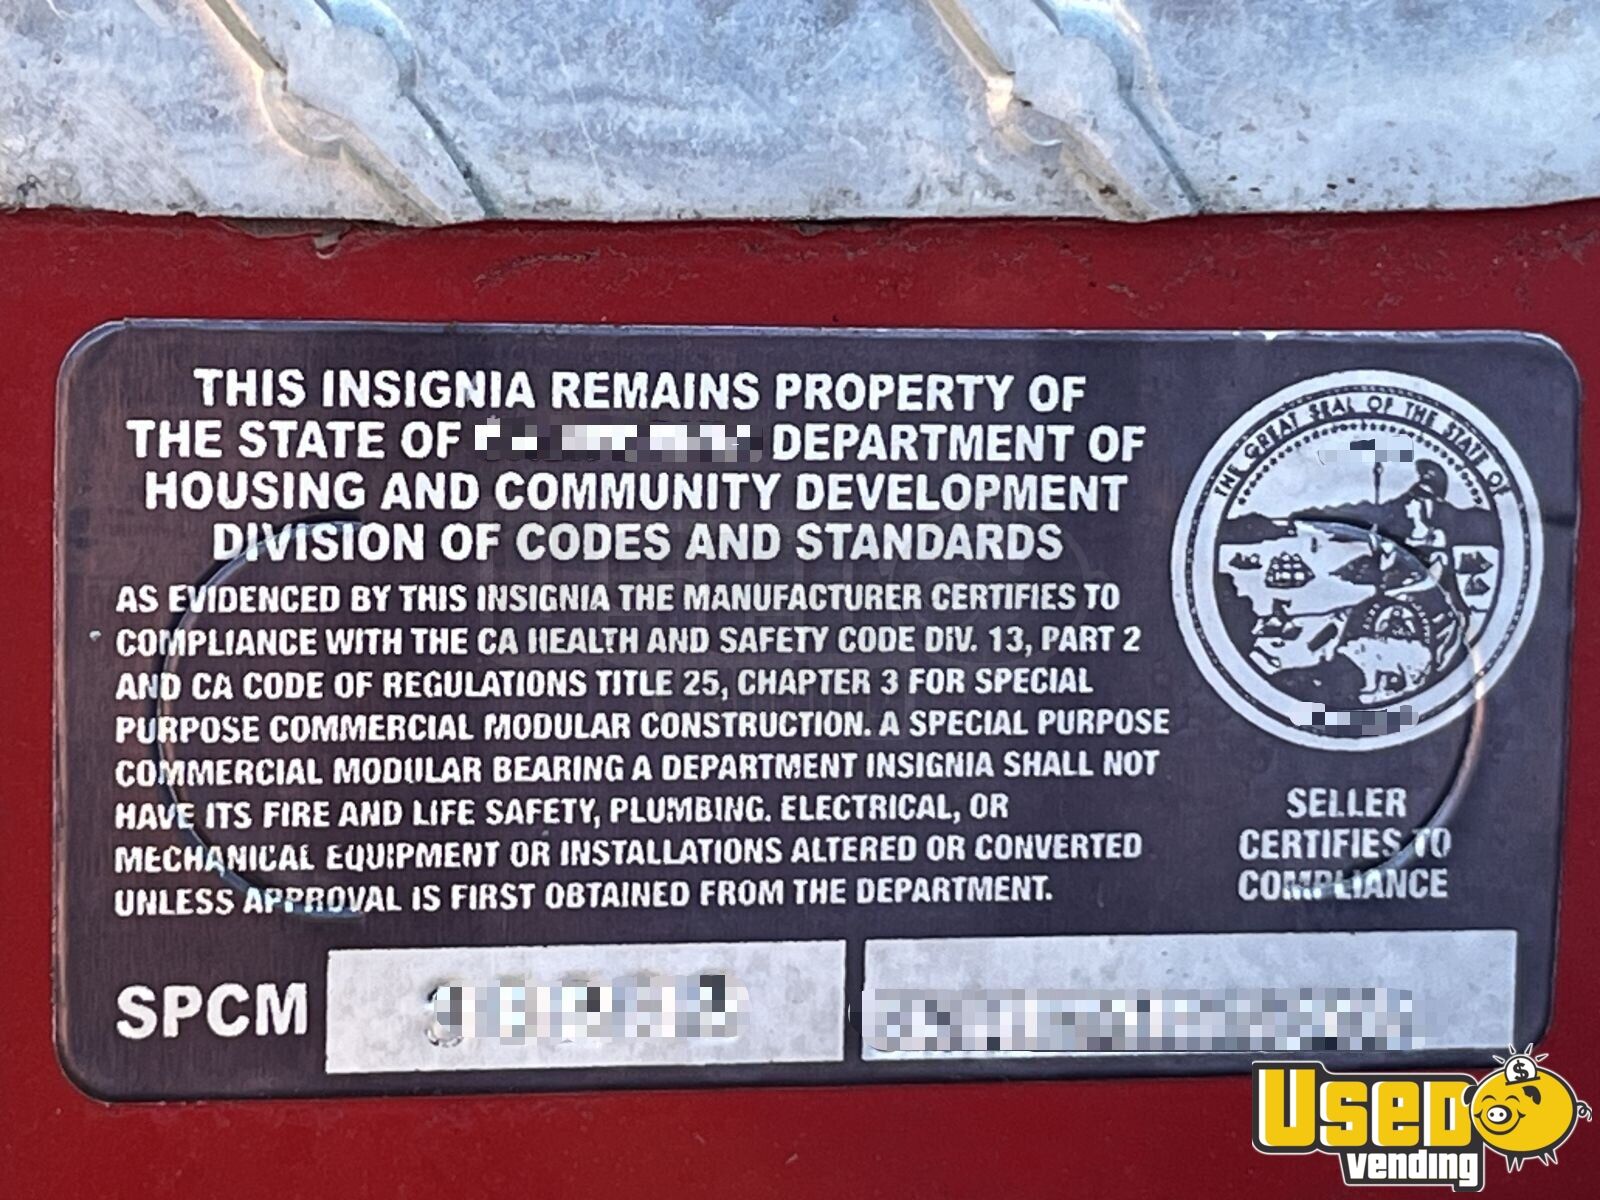 THIS INSIGNIA REMAINS PROPERTY OF
THE STATE OF DEPARTMENT OF
HOUSING AND COMMUNITY DEVELOPMENT
DIVISION OF CODES AND STANDARDS
AS EVIDENCED BY THIS INSIGNIA THE MANUFACTURER CERTIFIES TO
COMPLIANCE WITH THE CA HEALTH AND SAFETY CODE DIV. 13, PART 2
AND CA CODE OF REGULATIONS TITLE 25, CHAPTER 3 FOR SPECIAL
PURPOSE COMMERCIAL MODULAR CONSTRUCTION. A SPECIAL PURPOSE
COMMERCIAL MODULAR BEARING A DEPARTMENT INSIGNIA SHALL NOT
HAVE ITS FIRE AND LIFE SAFETY, PLUMBING. ELECTRICAL, OR
MECHANICAL EQUIPMENT OR INSTALLATIONS ALTERED OR CONVERTED
UNLESS APPROVAL IS FIRST OBTAINED FROM THE DEPARTMENT.
THE GREAT SEAL OF THE STATE OF
SELLER
CERTIFIES TO
COMPLIANCE
SPCM
USED
vending